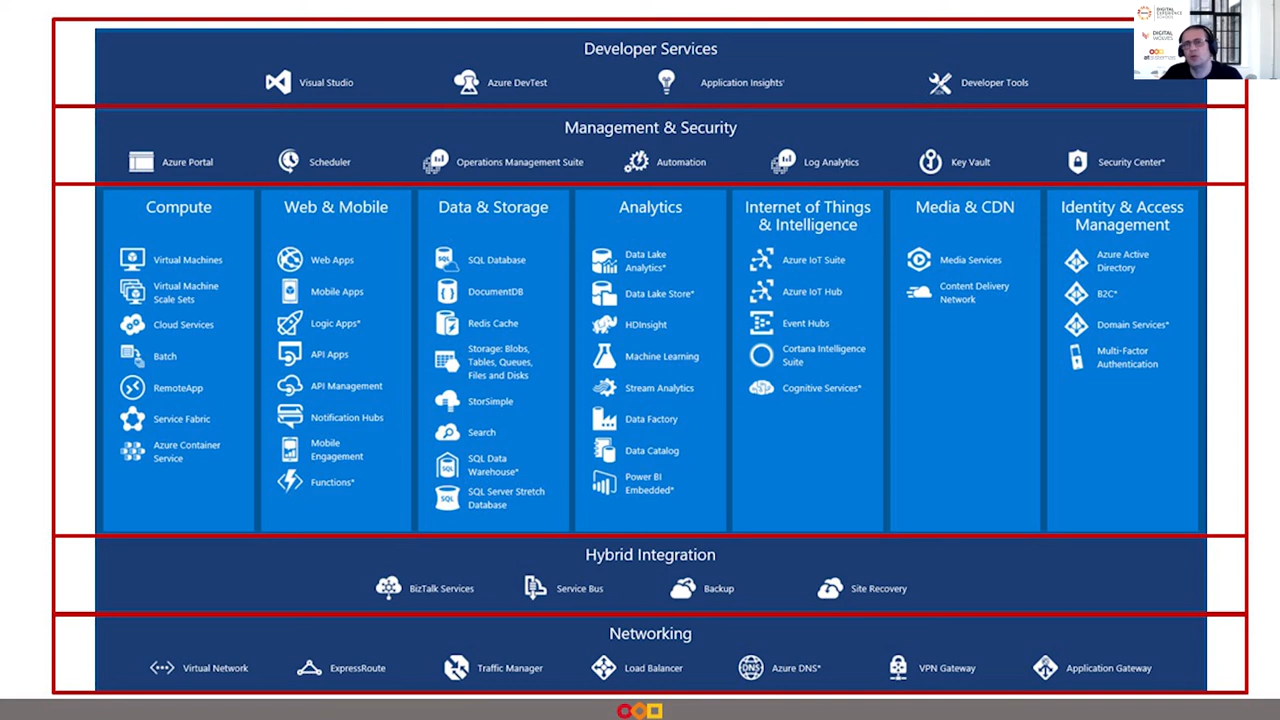 Developer Services
Visual Studio
Azure DevTest
Application Insights*
Developer Tools
Management & Security
Azure Portal
Scheduler
Operations Management Suite
Automation
Log Analytics
Key Vault
Security Center*
Compute
Virtual Machines
Virtual Machine
Scale Sets
Cloud Services
Batch
RemoteApp
Service Fabric
Azure Container
Service
Web & Mobile
Web Apps
Mobile Apps
Logic Apps*
API Apps
API Management
Notification Hubs
Mobile
Engagement
Functions*
Data & Storage
SQL
SQL Database
DocumentDB
Redis Cache
Storage: Blobs,
Tables, Queues,
Files and Disks
StorSimple
Search
SQL
SQL Data
Warehouse*
SQL
SQL Server Stretch
Database
Analytics
Data Lake
Analytics*
Data Lake Store*
HDInsight
Machine Learning
Stream Analytics
Data Factory
Data Catalog
Power BI
Embedded*
Internet of Things
& Intelligence
Azure IoT Suite
Azure IoT Hub
Event Hubs
Cortana Intelligence
Suite
Cognitive Services*
Media & CDN
Media Services
Content Delivery
Network
Identity & Access
Management
Azure Active
Directory
B2C*
Domain Services*
Multi-Factor
Authentication
Hybrid Integration
BizTalk Services
Service Bus
Backup
Site Recovery
Networking
Virtual Network
ExpressRoute
Traffic Manager
Load Balancer
DNS
Azure DNS*
VPN Gateway
Application Gateway
DIGITAL
EXPERIENCE
DIGITAL
WOLVES